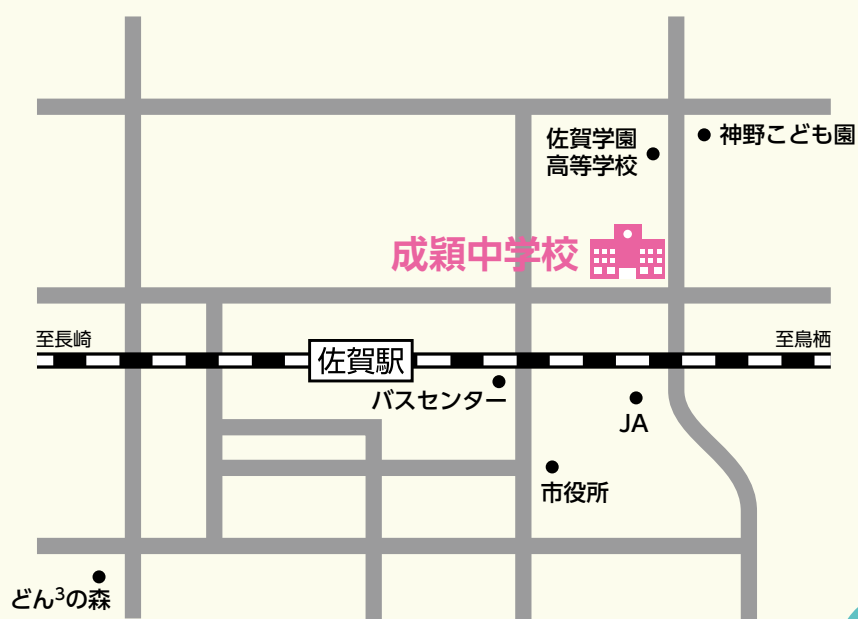 佐賀学園
高等学校
神野こども園
成穎中学校
至長崎
至鳥栖
佐賀駅
バスセンター
JA
市役所
どん³の森